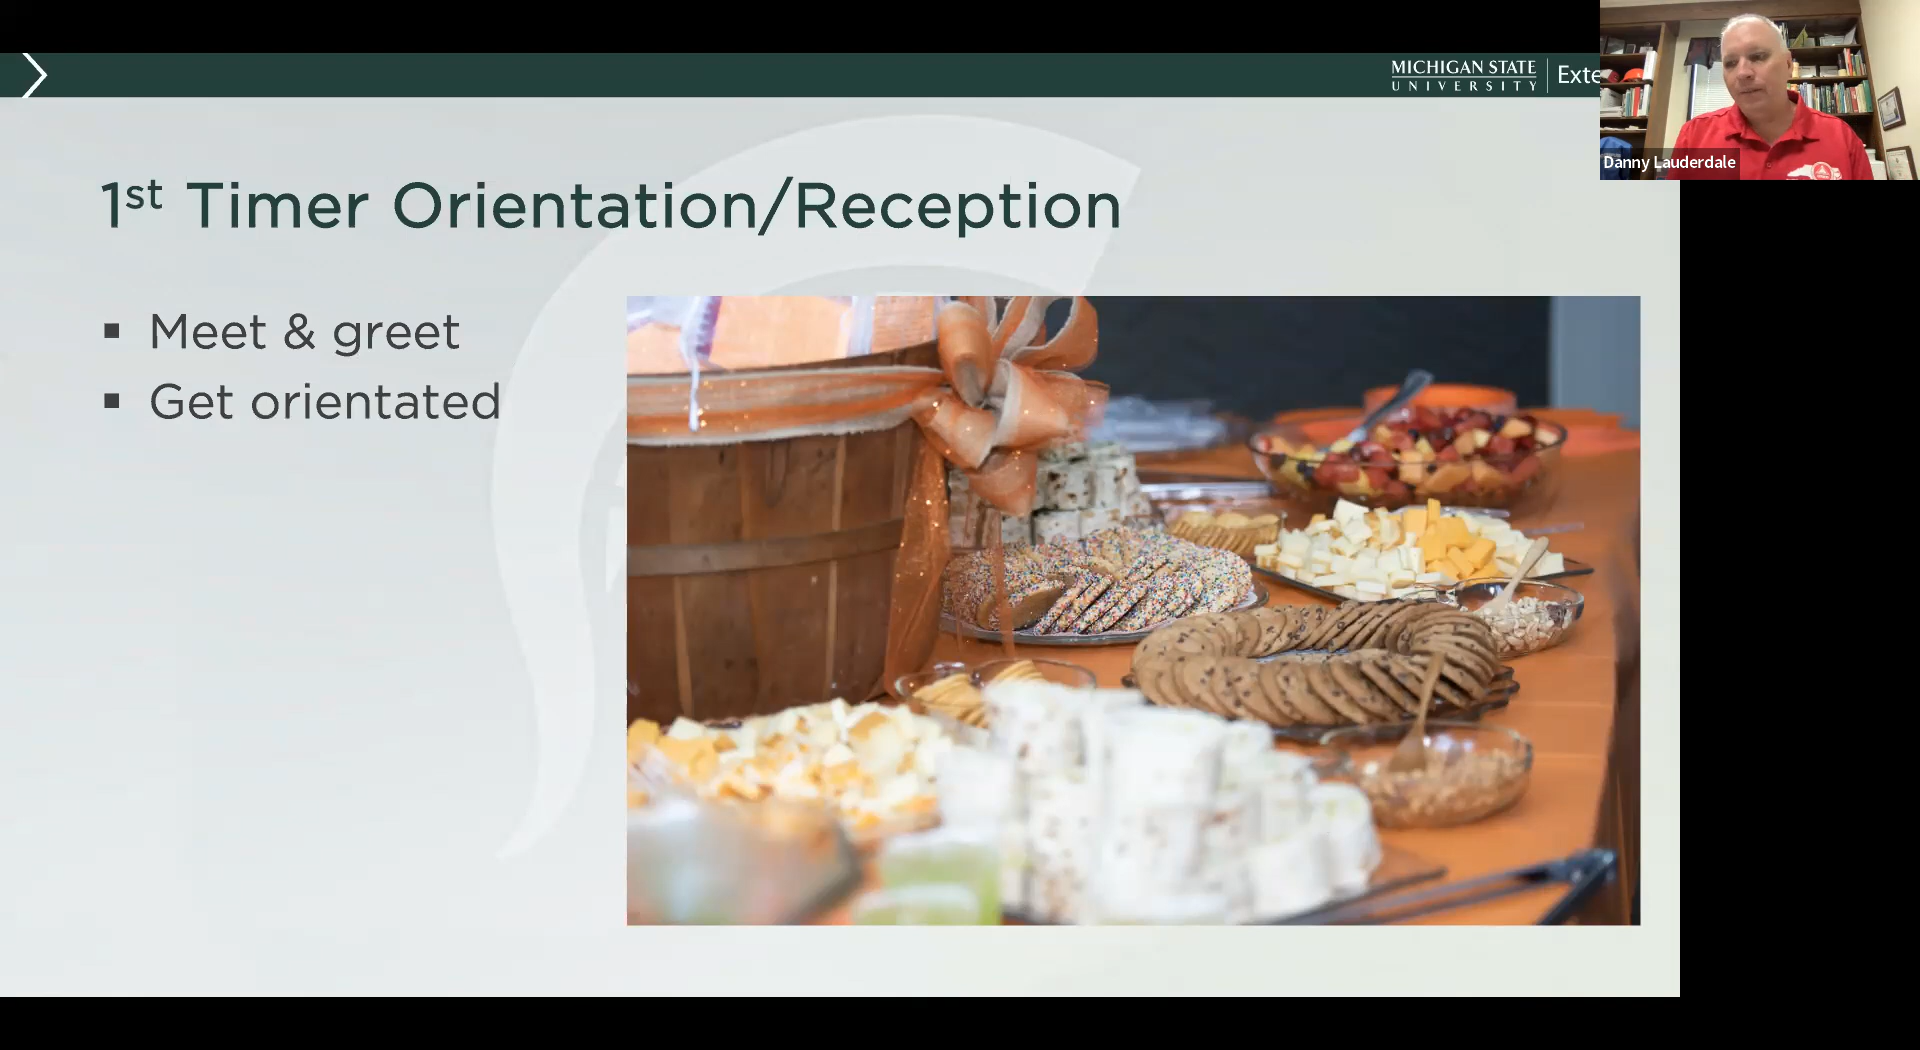 MICHIGAN STATE
UNIVERSITY
Exte
Danny Lauderdale
1st Timer Orientation/Reception
▪ Meet & greet
▪ Get orientated